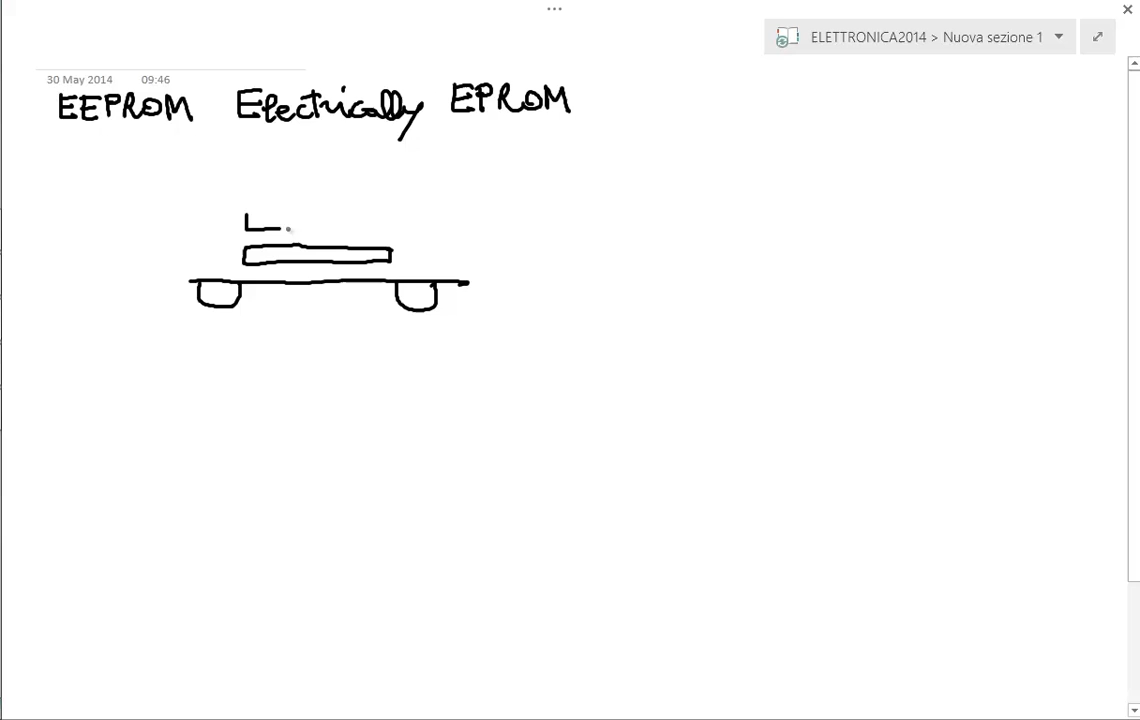 ELETTRONICA2014 > Nuova sezione 1
30 May 2014 09:46
EEPROM Electrically EPROM